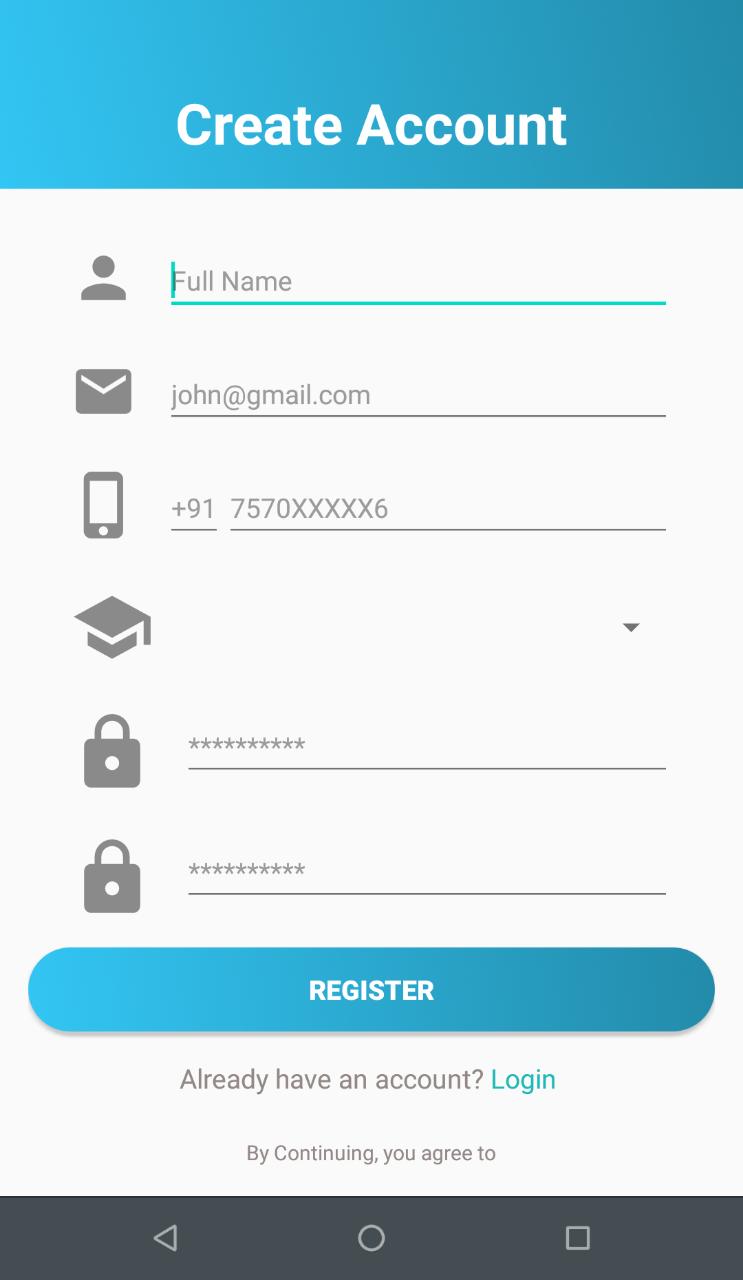 Create Account
Full Name
john@gmail.com
+91 7570XXXXX6
**********
**********
REGISTER
Already have an account? Login
By Continuing, you agree to